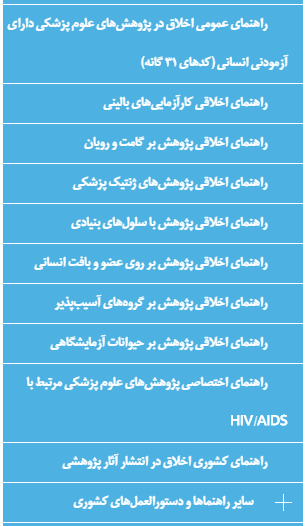 راهنمای عمومی اخلاق در پژوهش‌های علوم پزشکی دارای
آزمودنی انسانی (کدهای ۳۱ گانه)
راهنمای اخلاقی کارآزمایی‌های بالینی
راهنمای اخلاقی پژوهش بر گامت و رویان
راهنمای اخلاقی پژوهش‌های ژنتیک پزشکی
راهنمای اخلاقی پژوهش با سلول‌های بنیادی
راهنمای اخلاقی پژوهش بر روی عضو و بافت انسانی
راهنمای اخلاقی پژوهش بر گروه‌های آسیب‌پذیر
راهنمای اخلاقی پژوهش بر حیوانات آزمایشگاهی
راهنمای اختصاصی پژوهش‌های علوم پزشکی مرتبط با
HIV/AIDS
راهنمای کشوری اخلاق در انتشار آثار پژوهشی
سایر راهنماها و دستورالعمل‌های کشوری